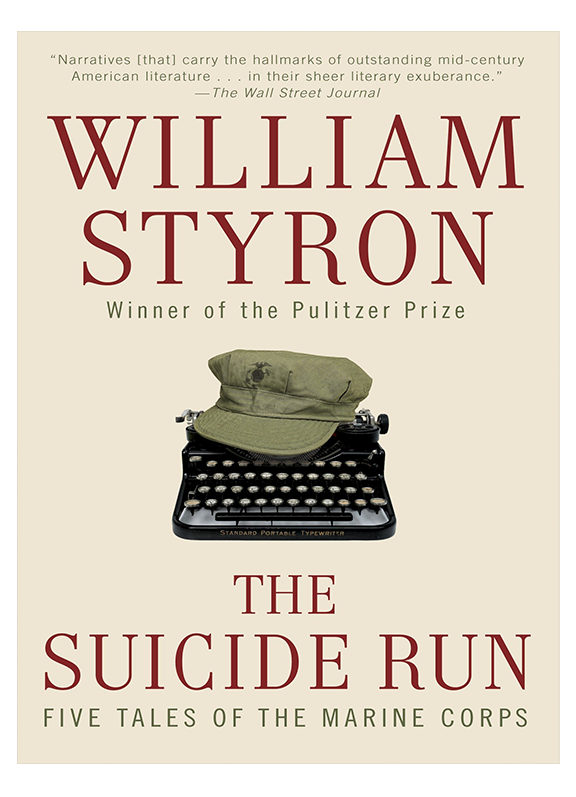 “Narratives [that] carry the hallmarks of outstanding mid-century
American literature . . . in their sheer literary exuberance.”
—The Wall Street Journal
WILLIAM
STYRON
Winner of the Pulitzer Prize
STANDARD PORTABLE TYPEWRITER
THE
SUICIDE RUN
FIVE TALES OF THE MARINE CORPS